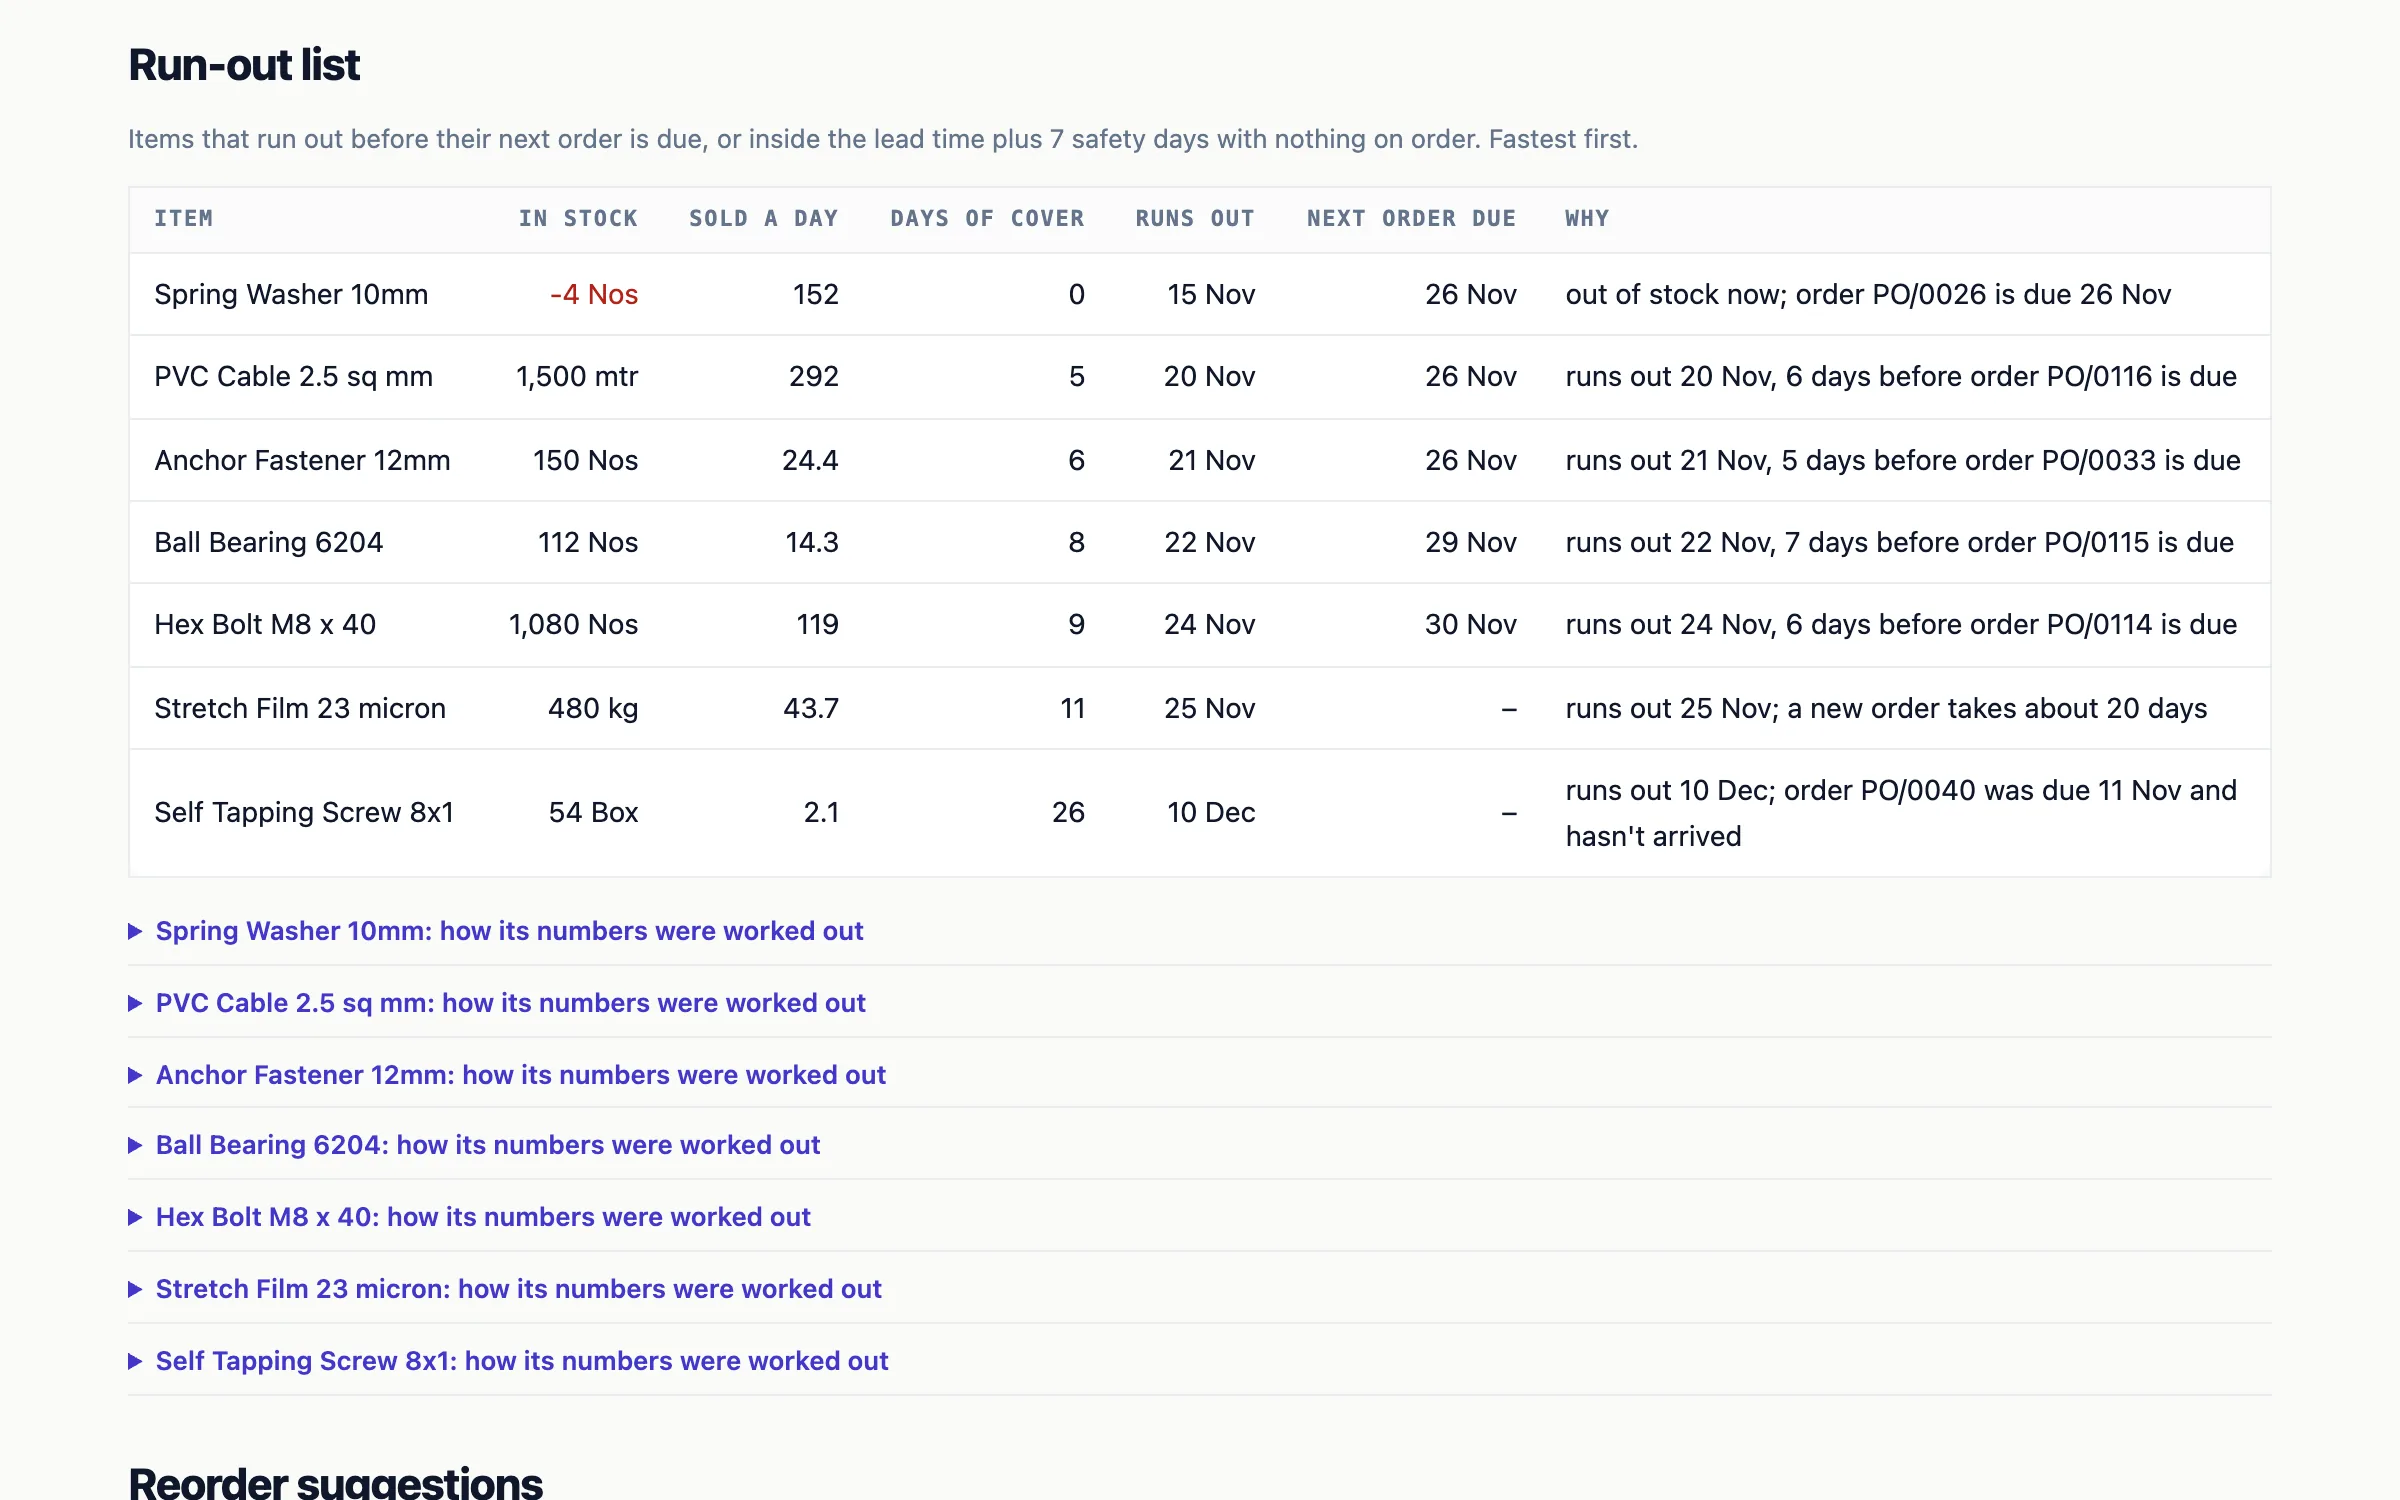 Run-out list
Items that run out before their next order is due, or inside the lead time plus 7 safety days with nothing on order. Fastest first.
ITEM IN STOCK SOLD A DAY DAYS OF COVER RUNS OUT NEXT ORDER DUE WHY
Spring Washer 10mm -4 Nos 152 0 15 Nov 26 Nov out of stock now; order PO/0026 is due 26 Nov
PVC Cable 2.5 sq mm 1,500 mtr 292 5 20 Nov 26 Nov runs out 20 Nov, 6 days before order PO/0116 is due
Anchor Fastener 12mm 150 Nos 24.4 6 21 Nov 26 Nov runs out 21 Nov, 5 days before order PO/0033 is due
Ball Bearing 6204 112 Nos 14.3 8 22 Nov 29 Nov runs out 22 Nov, 7 days before order PO/0115 is due
Hex Bolt M8 x 40 1,080 Nos 119 9 24 Nov 30 Nov runs out 24 Nov, 6 days before order PO/0114 is due
Stretch Film 23 micron 480 kg 43.7 11 25 Nov – runs out 25 Nov; a new order takes about 20 days
Self Tapping Screw 8x1 54 Box 2.1 26 10 Dec – runs out 10 Dec; order PO/0040 was due 11 Nov and
hasn't arrived
Spring Washer 10mm: how its numbers were worked out
PVC Cable 2.5 sq mm: how its numbers were worked out
Anchor Fastener 12mm: how its numbers were worked out
Ball Bearing 6204: how its numbers were worked out
Hex Bolt M8 x 40: how its numbers were worked out
Stretch Film 23 micron: how its numbers were worked out
Self Tapping Screw 8x1: how its numbers were worked out
Reorder suggestions